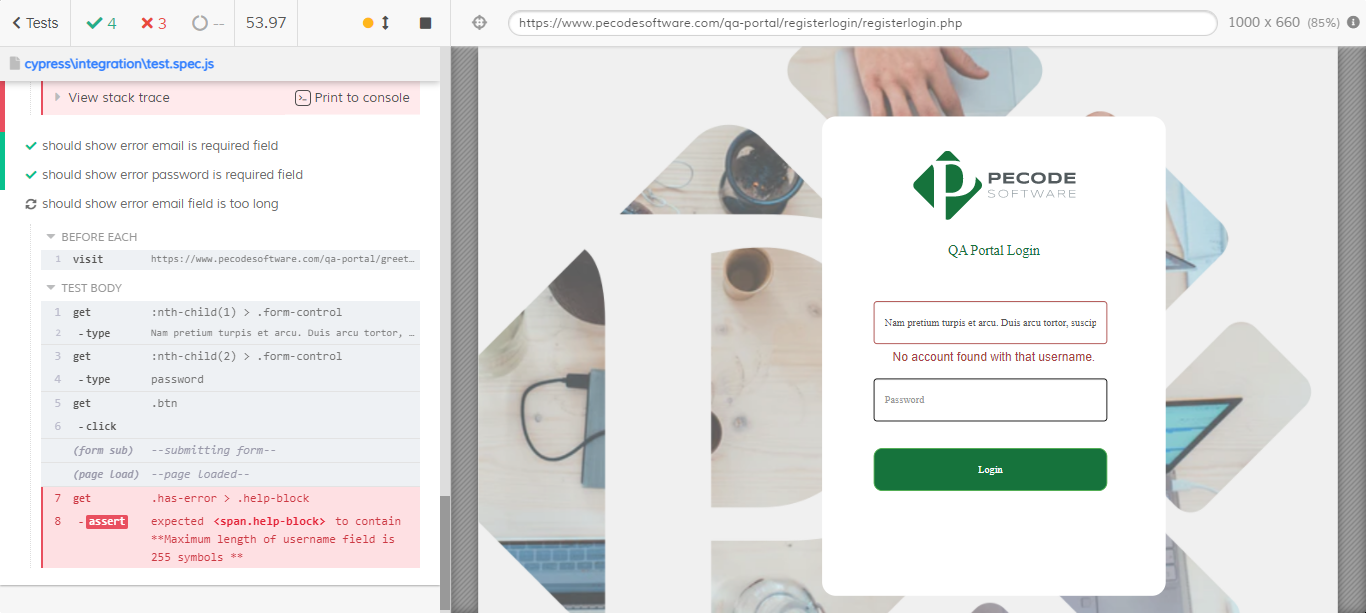 Tests 4 3 -- 53.97
https://www.pecodesoftware.com/qa-portal/registerlogin/registerlogin.php 1000 x 660 (85%)
cypress\integration\test.spec.js
View stack trace Print to console
should show error email is required field
should show error password is required field
should show error email field is too long
BEFORE EACH
1 visit https://www.pecodesoftware.com/qa-portal/greet…
TEST BODY
1 get :nth-child(1) > .form-control
2 -type Nam pretium turpis et arcu. Duis arcu tortor, …
3 get :nth-child(2) > .form-control
4 -type password
5 get .btn
6 -click
(form sub) --submitting form--
(page load) --page loaded--
7 get .has-error > .help-block
8 -assert expected <span.help-block> to contain
**Maximum length of username field is
255 symbols **
PECODE
SOFTWARE
QA Portal Login
Nam pretium turpis et arcu. Duis arcu tortor, suscip
No account found with that username.
Password
Login